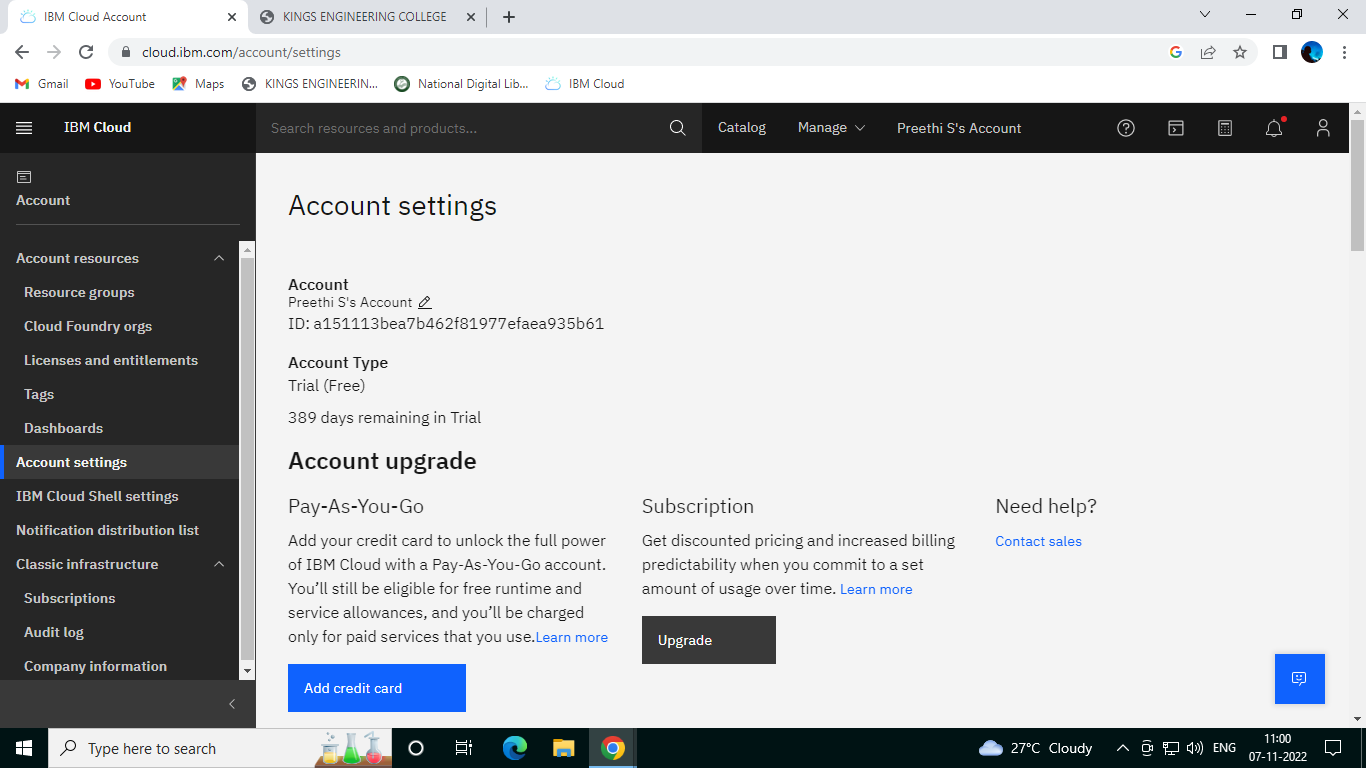 IBM Cloud Account
KINGS ENGINEERING COLLEGE
cloud.ibm.com/account/settings
Gmail
YouTube
Maps
KINGS ENGINEERIN...
National Digital Lib...
IBM Cloud
IBM Cloud
Search resources and products...
Catalog
Manage
Preethi S's Account
Account
Account resources
Resource groups
Cloud Foundry orgs
Licenses and entitlements
Tags
Dashboards
Account settings
IBM Cloud Shell settings
Notification distribution list
Classic infrastructure
Subscriptions
Audit log
Company information
Account settings
Account
Preethi S's Account
ID: a151113bea7b462f81977efaea935b61
Account Type
Trial (Free)
389 days remaining in Trial
Account upgrade
Pay-As-You-Go
Add your credit card to unlock the full power
of IBM Cloud with a Pay-As-You-Go account.
You’ll still be eligible for free runtime and
service allowances, and you’ll be charged
only for paid services that you use.Learn more
Add credit card
Subscription
Get discounted pricing and increased billing
predictability when you commit to a set
amount of usage over time. Learn more
Upgrade
Need help?
Contact sales
Type here to search
27°C Cloudy
ENG
11:00
07-11-2022